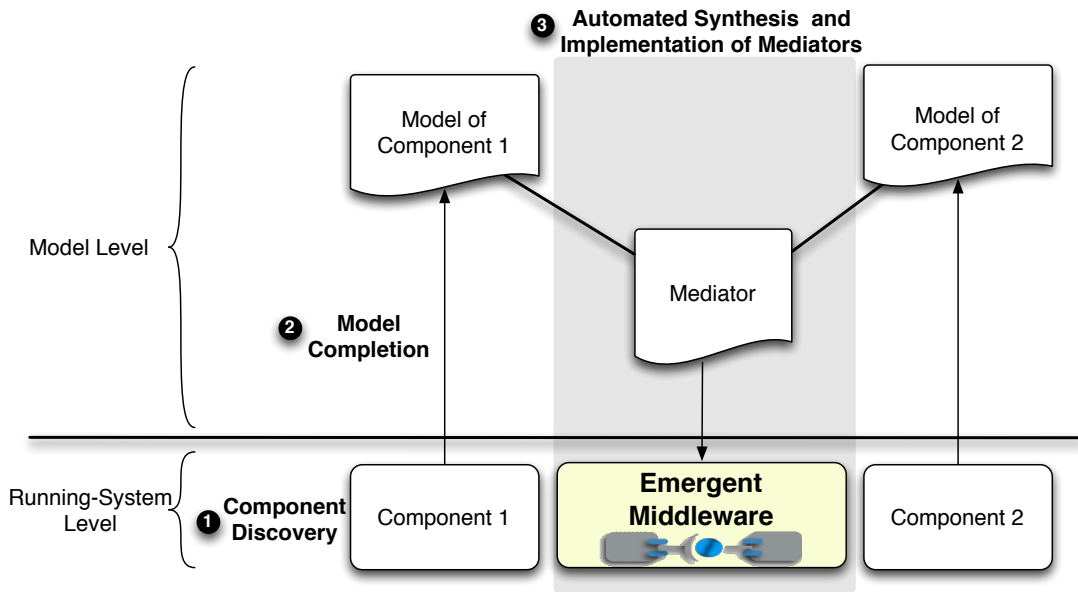 3 Automated Synthesis and
Implementation of Mediators
Model of
Component 1
Model of
Component 2
Model Level
Mediator
2 Model
Completion
Running-System
Level
1 Component
Discovery
Component 1
Emergent
Middleware
Component 2